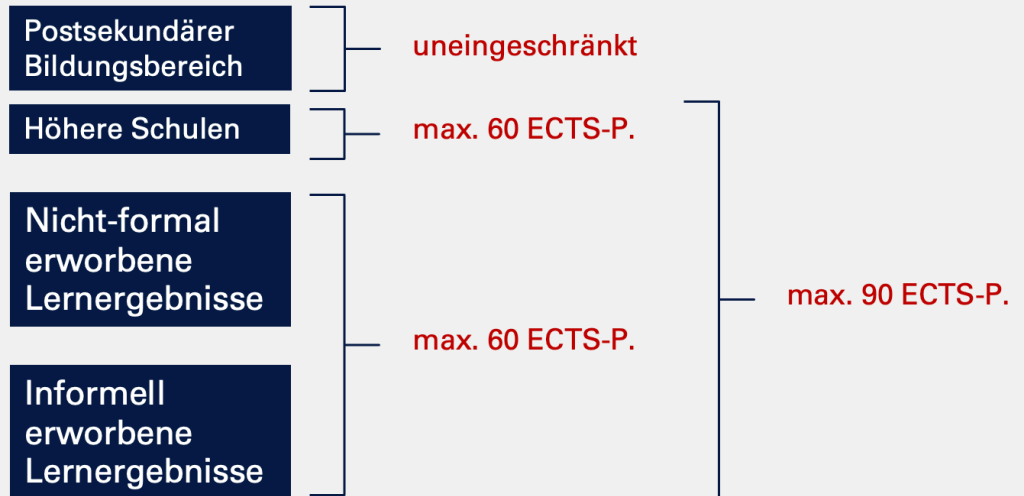 Postsekundärer
Bildungsbereich
uneingeschränkt
Höhere Schulen
max. 60 ECTS-P.
Nicht-formal
erworbene
Lernergebnisse
max. 60 ECTS-P.
max. 90 ECTS-P.
Informell
erworbene
Lernergebnisse